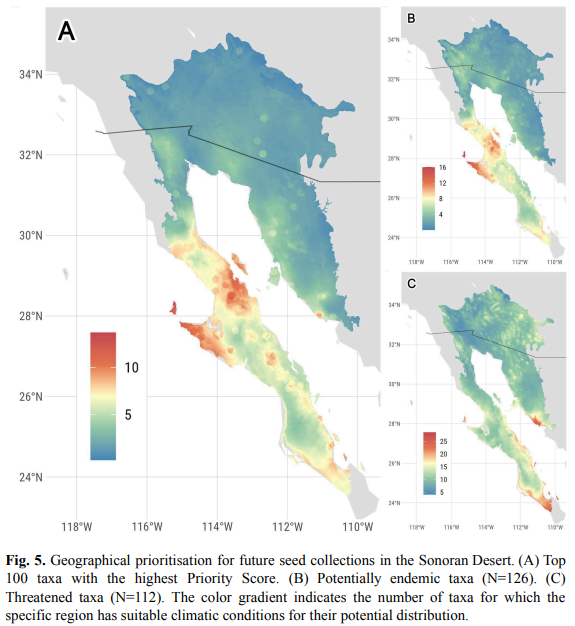 A
34°N
32°N
30°N
28°N
26°N
24°N
10
5
118°W 116°W 114°W 112°W 110°W
B
34°N
32°N
30°N
28°N
26°N
24°N
16
12
8
4
118°W 116°W 114°W 112°W 110°W
C
34°N
32°N
30°N
28°N
26°N
24°N
25
20
15
10
5
118°W 116°W 114°W 112°W 110°W
Fig. 5. Geographical prioritisation for future seed collections in the Sonoran Desert. (A) Top
100 taxa with the highest Priority Score. (B) Potentially endemic taxa (N=126). (C)
Threatened taxa (N=112). The color gradient indicates the number of taxa for which the
specific region has suitable climatic conditions for their potential distribution.